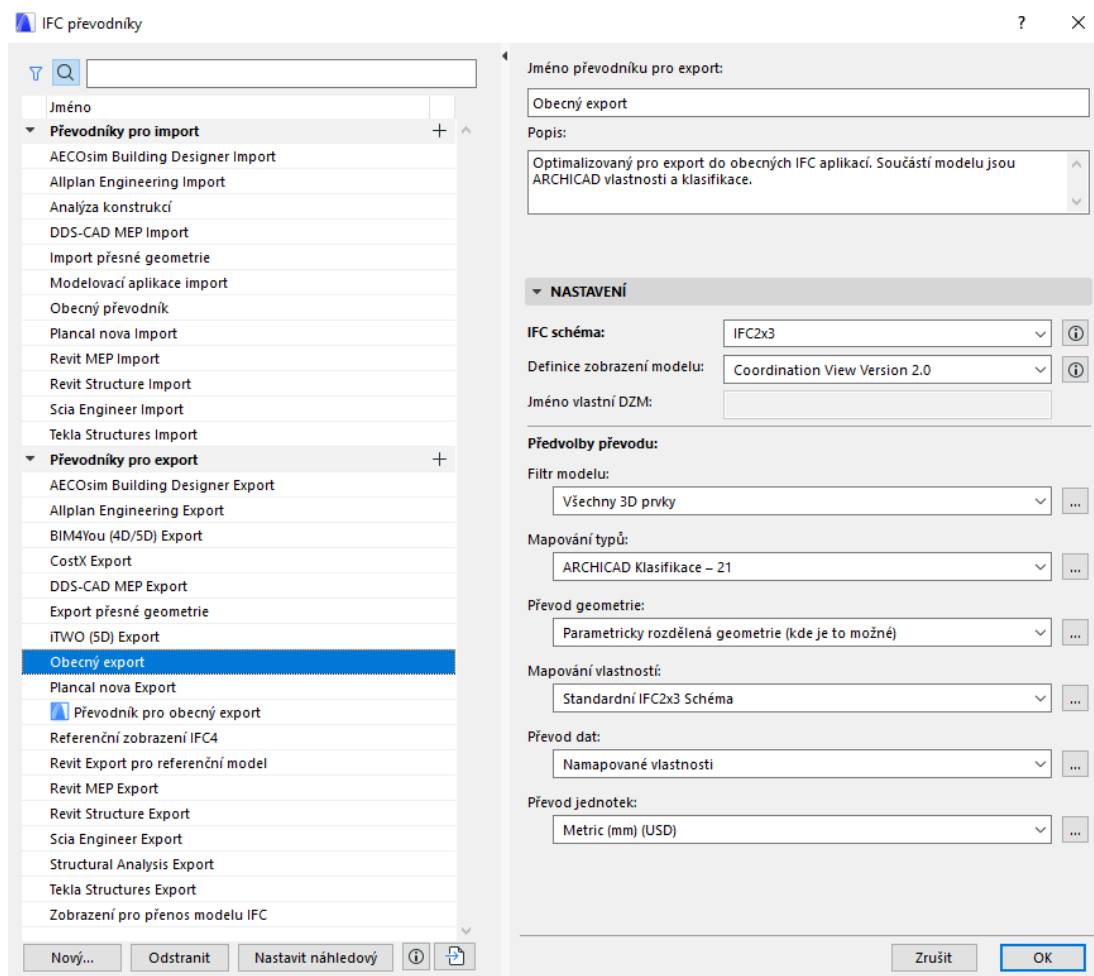 IFC převodníky
Jméno
Převodníky pro import
AECOsim Building Designer Import
Allplan Engineering Import
Analýza konstrukcí
DDS-CAD MEP Import
Import přesné geometrie
Modelovací aplikace import
Obecný převodník
Plancal nova Import
Revit MEP Import
Revit Structure Import
Scia Engineer Import
Tekla Structures Import
Převodníky pro export
AECOsim Building Designer Export
Allplan Engineering Export
BIM4You (4D/5D) Export
CostX Export
DDS-CAD MEP Export
Export přesné geometrie
iTWO (5D) Export
Obecný export
Plancal nova Export
Převodník pro obecný export
Referenční zobrazení IFC4
Revit Export pro referenční model
Revit MEP Export
Revit Structure Export
Scia Engineer Export
Structural Analysis Export
Tekla Structures Export
Zobrazení pro přenos modelu IFC
Nový... Odstranit Nastavit náhledový
Jméno převodníku pro export:
Obecný export
Popis:
Optimalizovaný pro export do obecných IFC aplikací. Součástí modelu jsou
ARCHICAD vlastnosti a klasifikace.
NASTAVENÍ
IFC schéma: IFC2x3
Definice zobrazení modelu: Coordination View Version 2.0
Jméno vlastní DZM:
Předvolby převodu:
Filtr modelu:
Všechny 3D prvky ...
Mapování typů:
ARCHICAD Klasifikace – 21 ...
Převod geometrie:
Parametricky rozdělená geometrie (kde je to možné) ...
Mapování vlastností:
Standardní IFC2x3 Schéma ...
Převod dat:
Namapované vlastnosti ...
Převod jednotek:
Metric (mm) (USD) ...
Zrušit OK